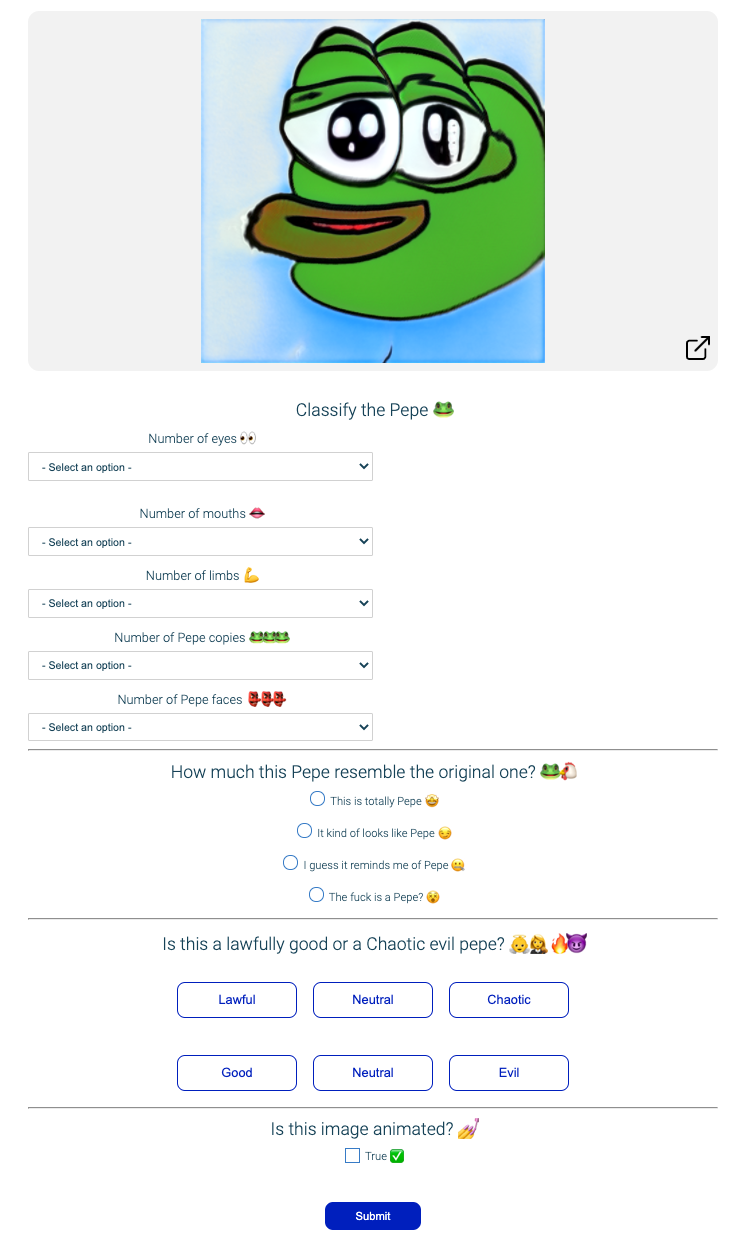 Classify the Pepe 🐸
Number of eyes 👀
- Select an option -
Number of mouths 👄
- Select an option -
Number of limbs 💪
- Select an option -
Number of Pepe copies 🐸🐸🐸
- Select an option -
Number of Pepe faces 👺👺👺
- Select an option -
How much this Pepe resemble the original one? 🐸🐔
This is totally Pepe 🤩
It kind of looks like Pepe 😏
I guess it reminds me of Pepe 🤐
The fuck is a Pepe? 😵
Is this a lawfully good or a Chaotic evil pepe? 👼👩‍⚖️🔥😈
Lawful Neutral Chaotic
Good Neutral Evil
Is this image animated? 💅
True ✅
Submit